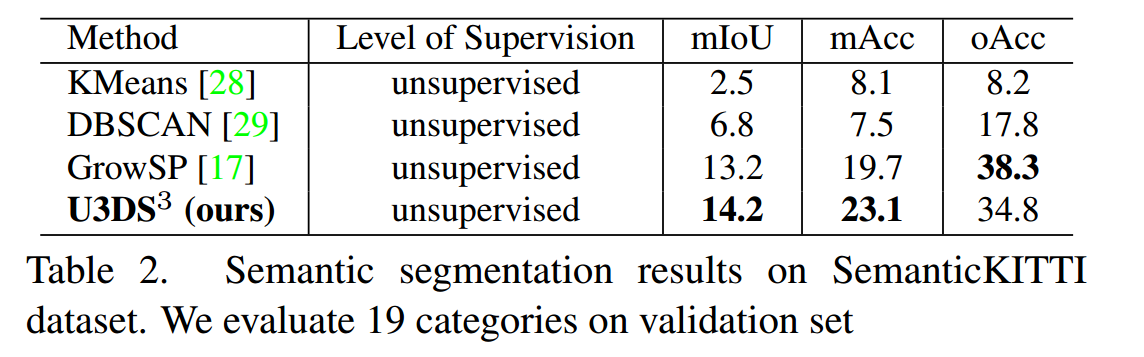 Method Level of Supervision mIoU mAcc oAcc
KMeans [28] unsupervised 2.5 8.1 8.2
DBSCAN [29] unsupervised 6.8 7.5 17.8
GrowSP [17] unsupervised 13.2 19.7 38.3
U3DS³ (ours) unsupervised 14.2 23.1 34.8
Table 2. Semantic segmentation results on SemanticKITTI
dataset. We evaluate 19 categories on validation set